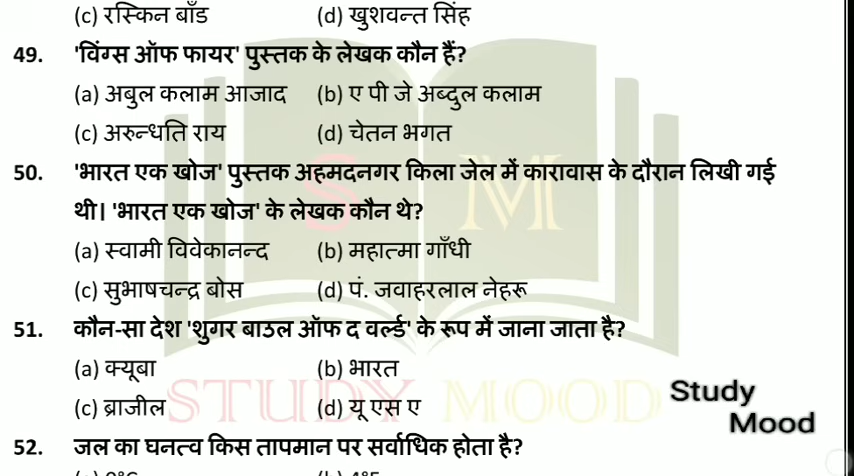 (c) रस्किन बॉंड (d) खुशवन्त सिंह
49. 'विंग्स ऑफ फायर' पुस्तक के लेखक कौन हैं?
(a) अबुल कलाम आजाद (b) ए पी जे अब्दुल कलाम
(c) अरुन्धति राय (d) चेतन भगत
50. 'भारत एक खोज' पुस्तक अहमदनगर किला जेल में कारावास के दौरान लिखी गई
थी। 'भारत एक खोज' के लेखक कौन थे?
(a) स्वामी विवेकानन्द (b) महात्मा गाँधी
(c) सुभाषचन्द्र बोस (d) पं. जवाहरलाल नेहरू
51. कौन-सा देश 'शुगर बाउल ऑफ द वर्ल्ड' के रूप में जाना जाता है?
(a) क्यूबा (b) भारत
(c) ब्राजील (d) यू एस ए
S M
STUDY MOOD
Study
Mood
52. जल का घनत्व किस तापमान पर सर्वाधिक होता है?